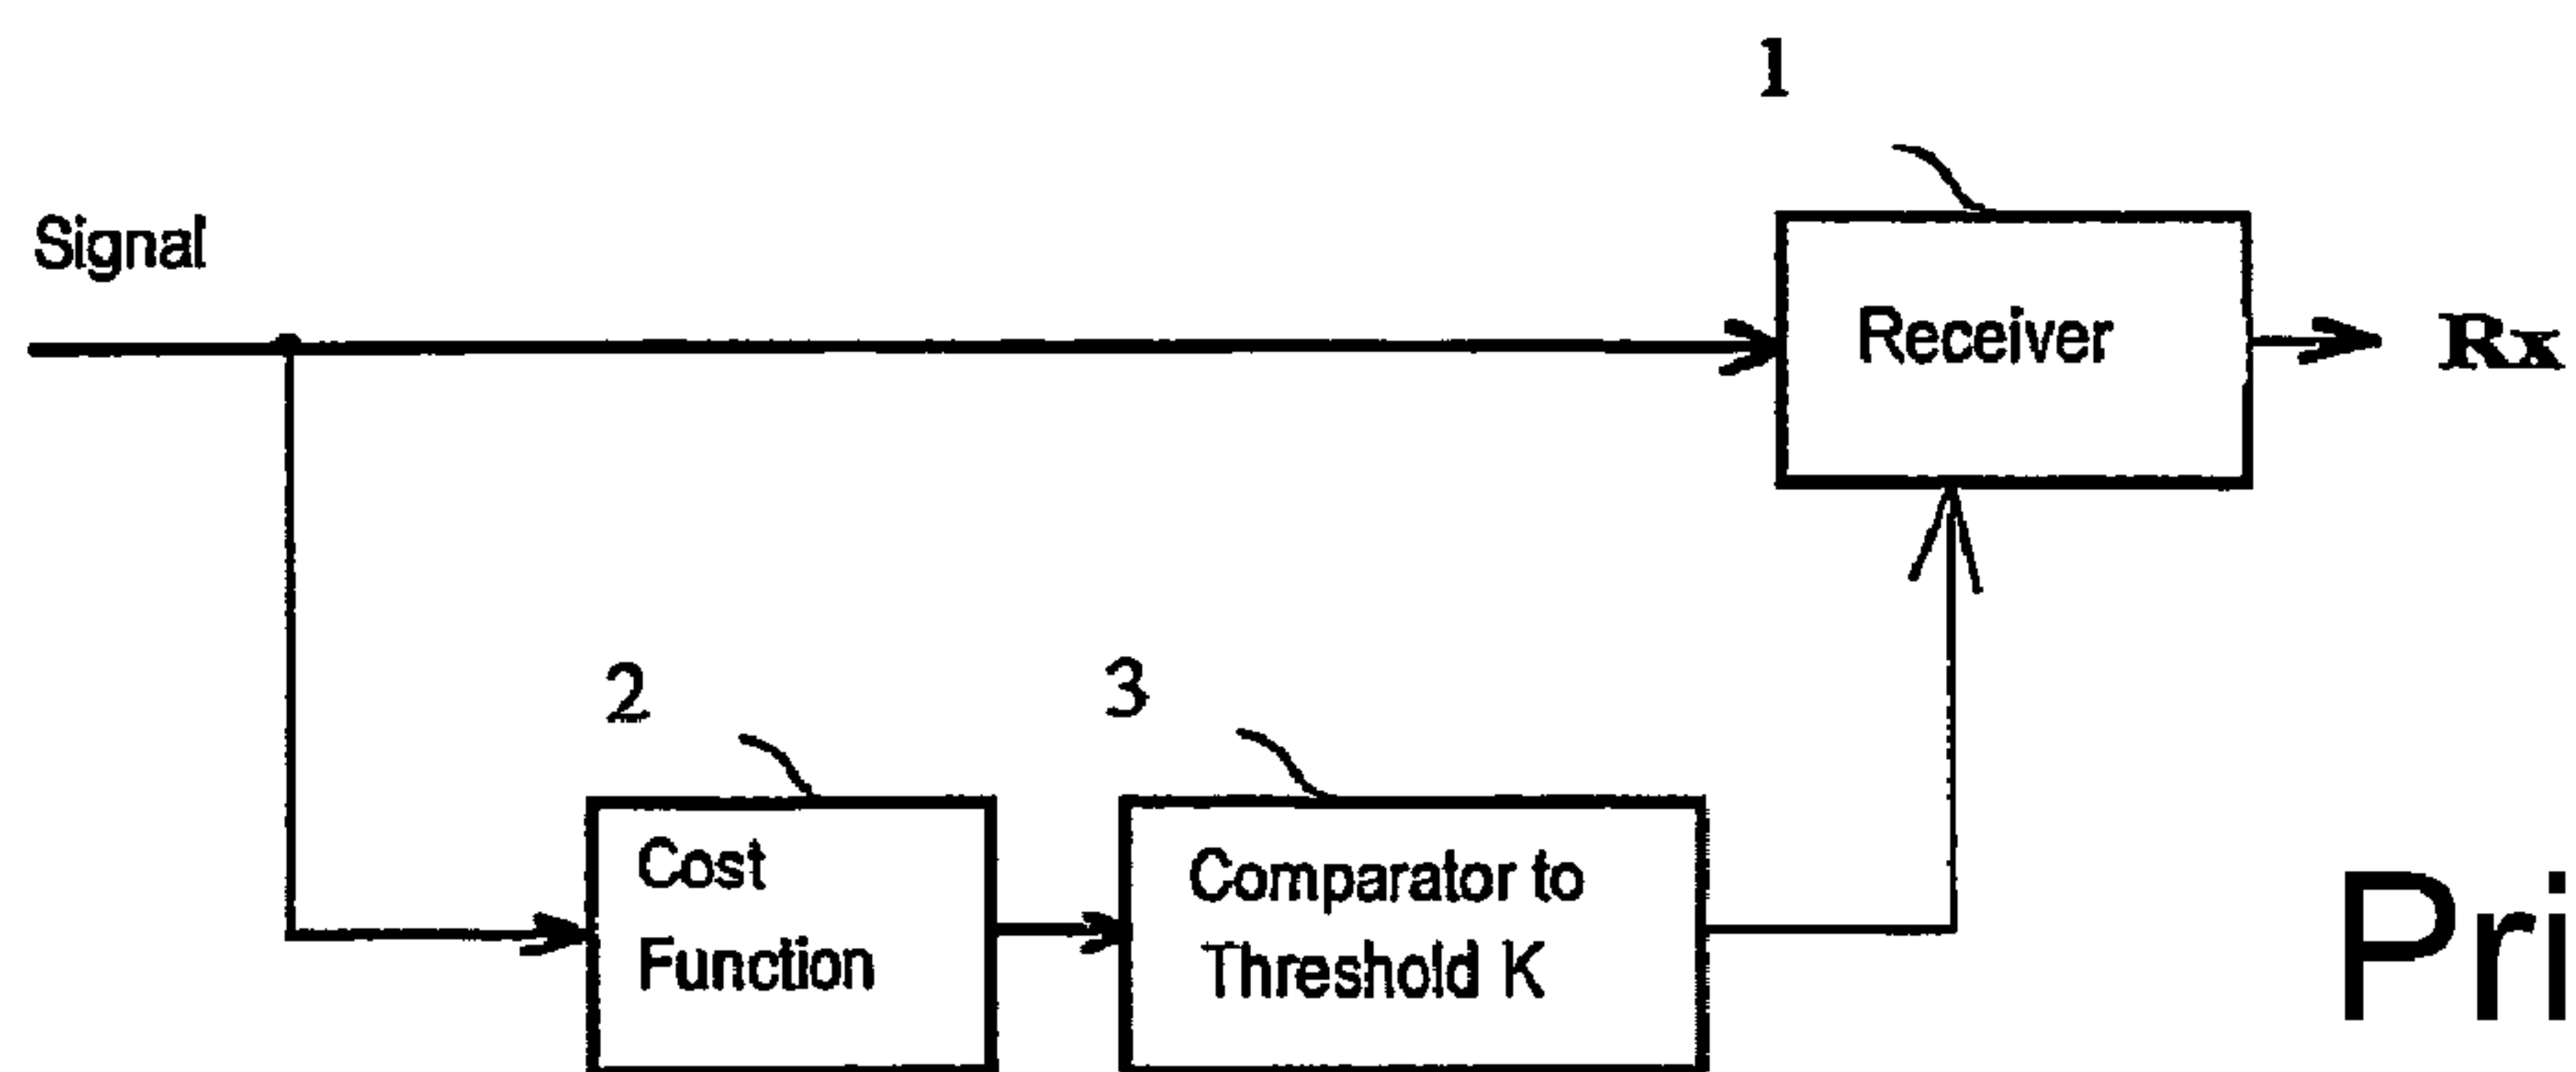 1
Signal
Receiver
Rx
2
3
Cost
Function
Comparator to
Threshold K
Pri